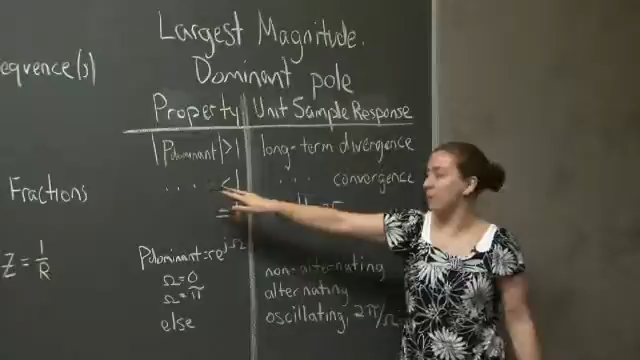 Largest Magnitude.
equence(s)
Dominant pole
Property Unit Sample Response
|Pdominant|>1 long-term divergence
.... <1 .... convergence
Fractions
=1
Z = 1/R
Pdominant=re^jΩ
Ω=0 non-alternating
Ω=π alternating
else oscillating, 2π/Ω